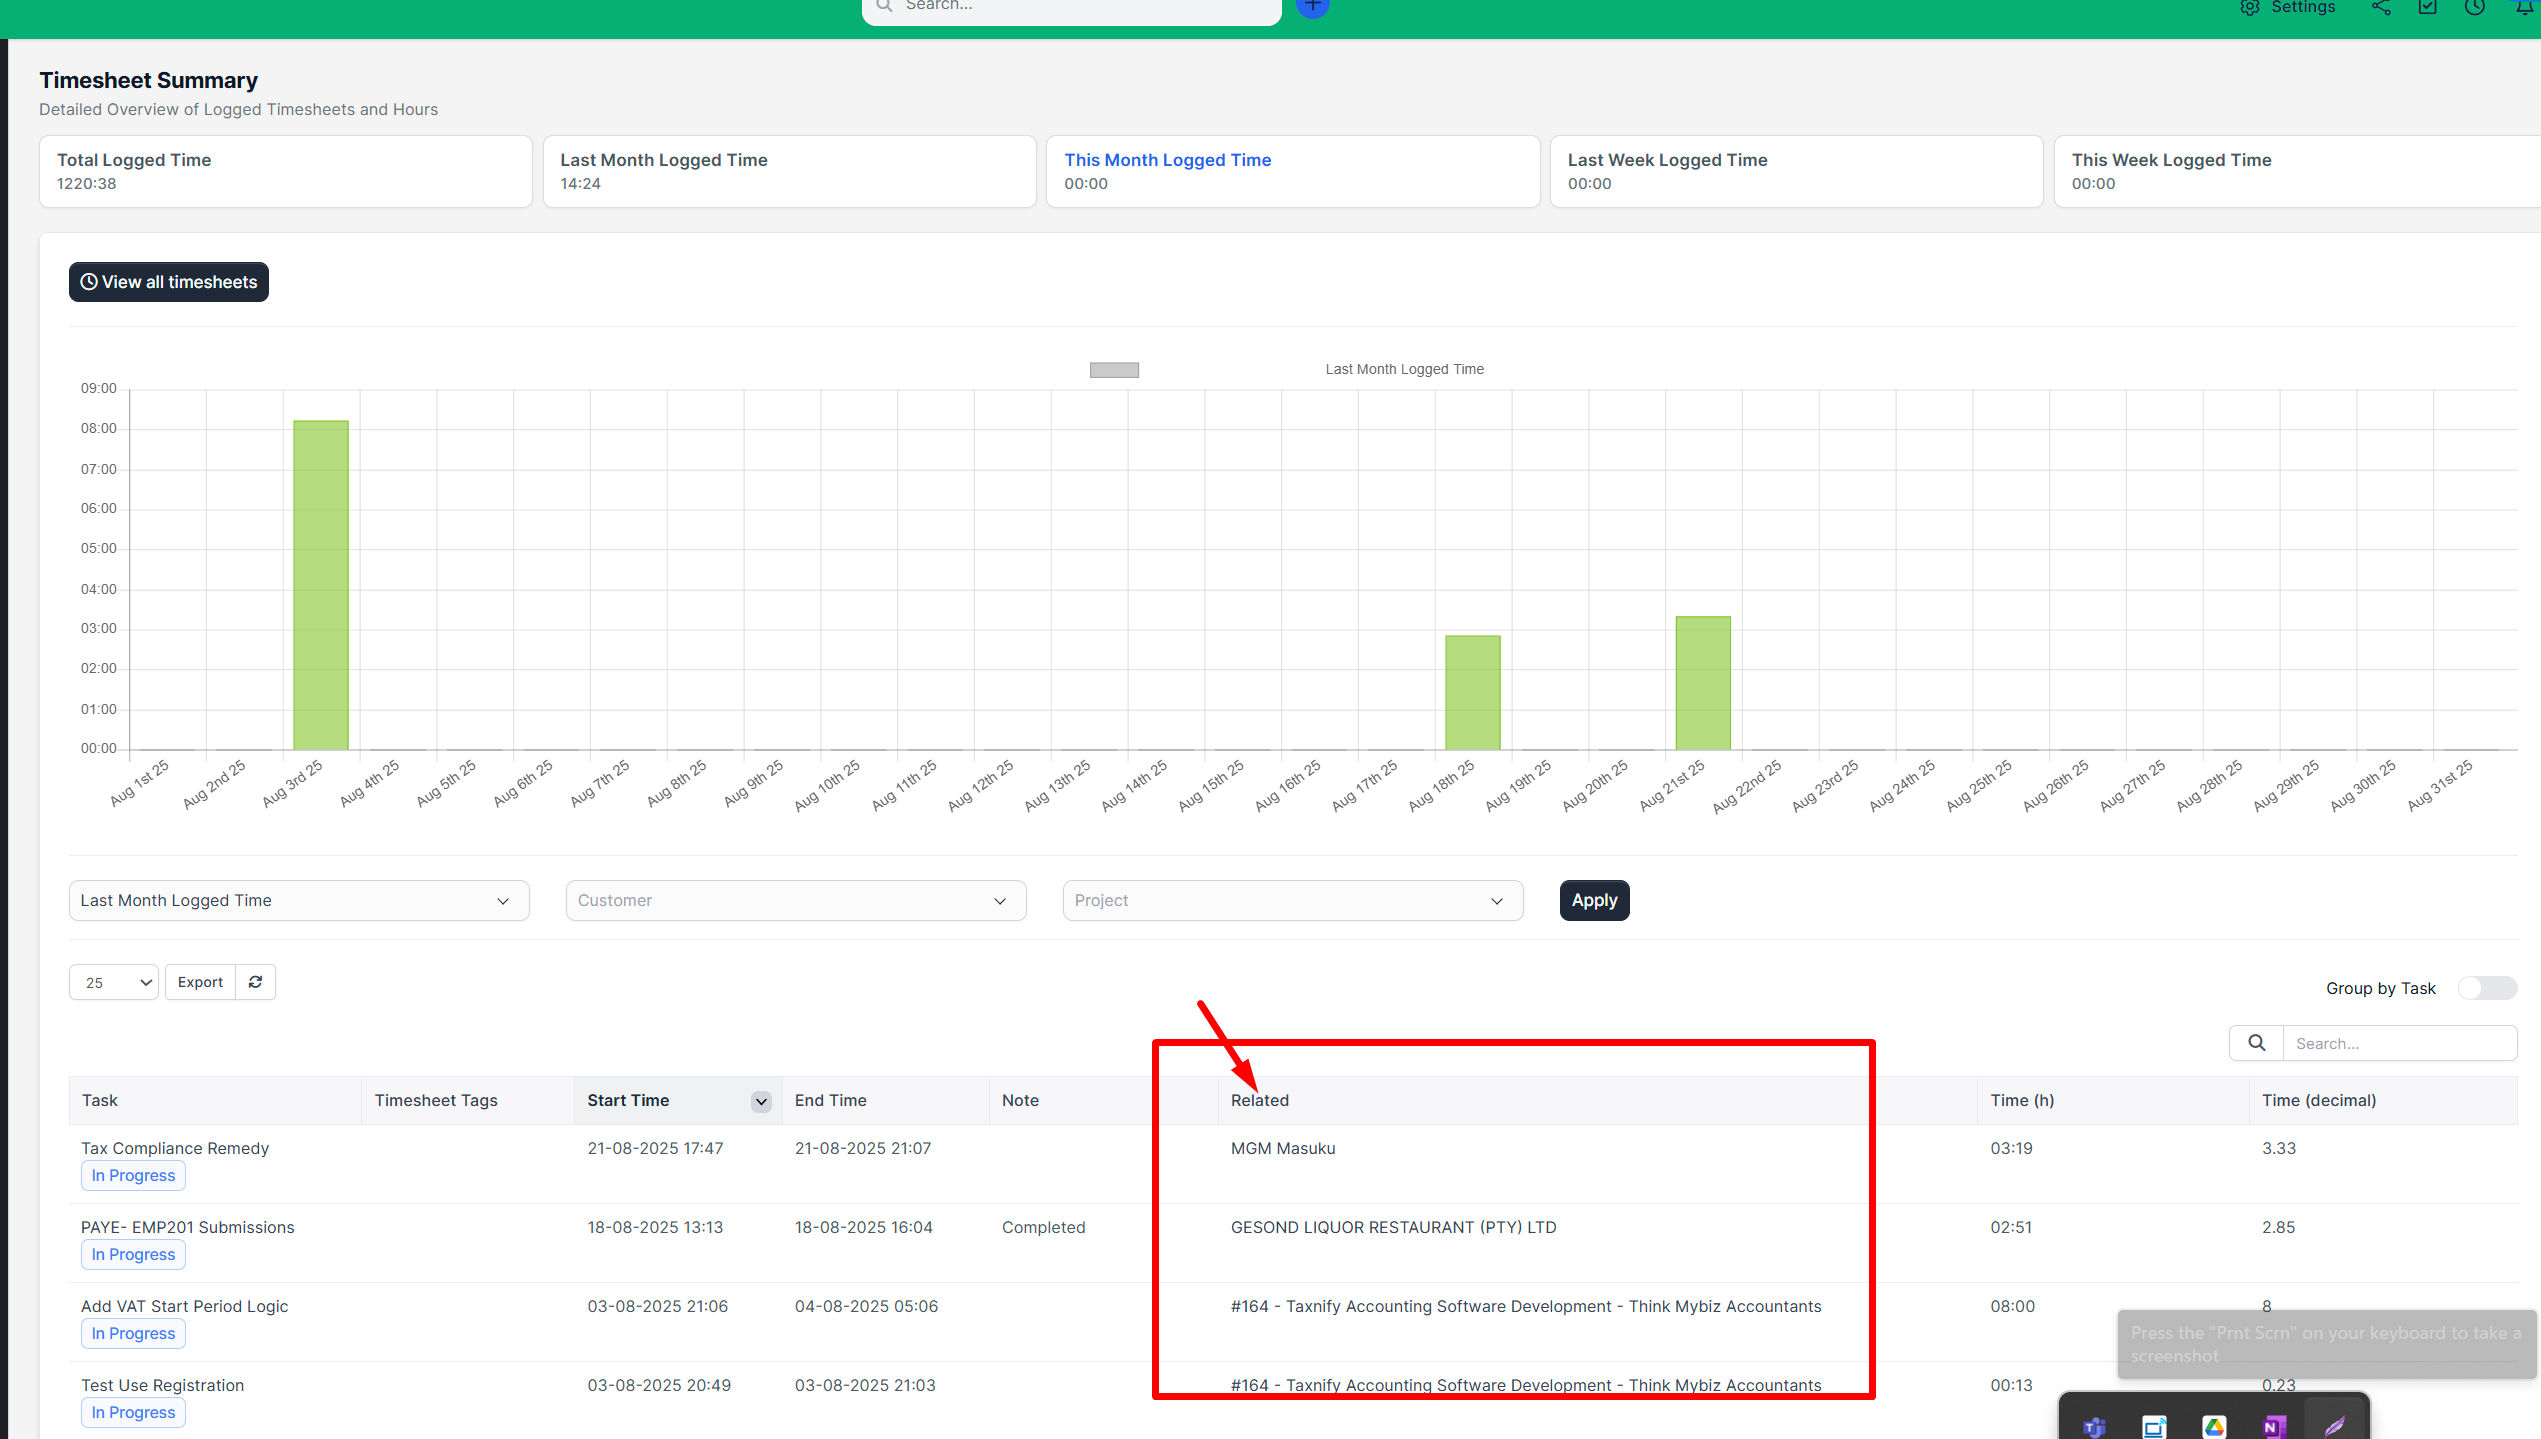 Search...
Settings
Timesheet Summary
Detailed Overview of Logged Timesheets and Hours
Total Logged Time
1220:38
Last Month Logged Time
14:24
This Month Logged Time
00:00
Last Week Logged Time
00:00
This Week Logged Time
00:00
View all timesheets
Last Month Logged Time
09:00
08:00
07:00
06:00
05:00
04:00
03:00
02:00
01:00
00:00
Aug 1st 25
Aug 2nd 25
Aug 3rd 25
Aug 4th 25
Aug 5th 25
Aug 6th 25
Aug 7th 25
Aug 8th 25
Aug 9th 25
Aug 10th 25
Aug 11th 25
Aug 12th 25
Aug 13th 25
Aug 14th 25
Aug 15th 25
Aug 16th 25
Aug 17th 25
Aug 18th 25
Aug 19th 25
Aug 20th 25
Aug 21st 25
Aug 22nd 25
Aug 23rd 25
Aug 24th 25
Aug 25th 25
Aug 26th 25
Aug 27th 25
Aug 28th 25
Aug 29th 25
Aug 30th 25
Aug 31st 25
Last Month Logged Time
Customer
Project
Apply
25
Export
Group by Task
Search...
Task Timesheet Tags Start Time End Time Note Related Time (h) Time (decimal)
Tax Compliance Remedy 21-08-2025 17:47 21-08-2025 21:07 MGM Masuku 03:19 3.33
In Progress
PAYE- EMP201 Submissions 18-08-2025 13:13 18-08-2025 16:04 Completed GESOND LIQUOR RESTAURANT (PTY) LTD 02:51 2.85
In Progress
Add VAT Start Period Logic 03-08-2025 21:06 04-08-2025 05:06 #164 - Taxnify Accounting Software Development - Think Mybiz Accountants 08:00 8
In Progress
Press the "Prnt Scrn" on your keyboard to take a
screenshot
Test Use Registration 03-08-2025 20:49 03-08-2025 21:03 #164 - Taxnify Accounting Software Development - Think Mybiz Accountants 00:13 0.23
In Progress